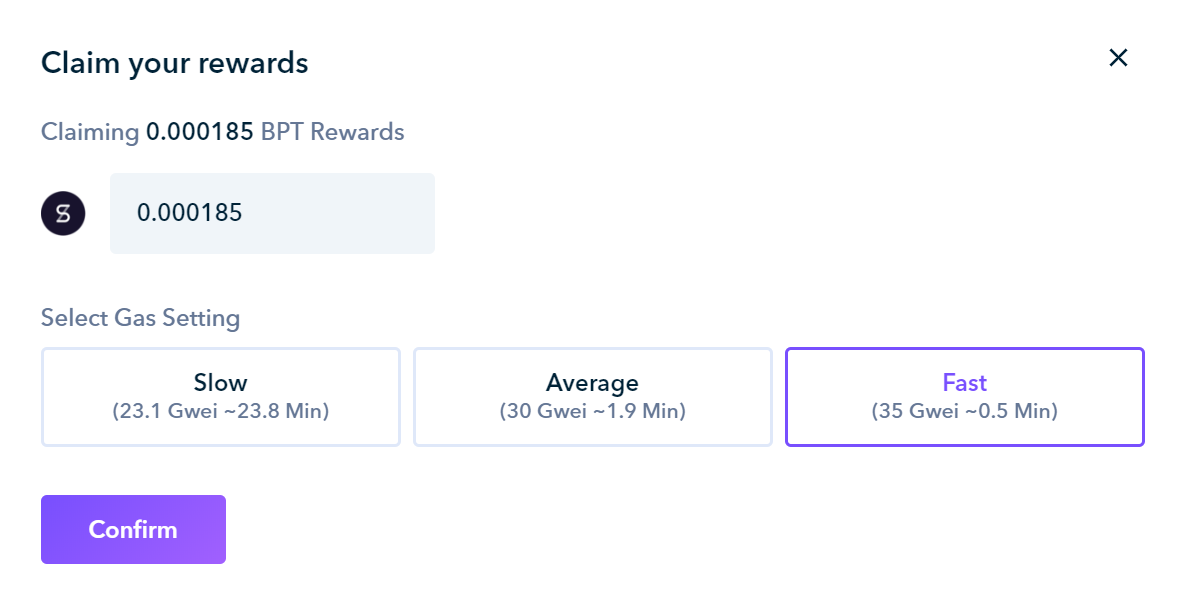 Claim your rewards
Claiming 0.000185 BPT Rewards
S
0.000185
Select Gas Setting
Slow
(23.1 Gwei ~23.8 Min)
Average
(30 Gwei ~1.9 Min)
Fast
(35 Gwei ~0.5 Min)
Confirm